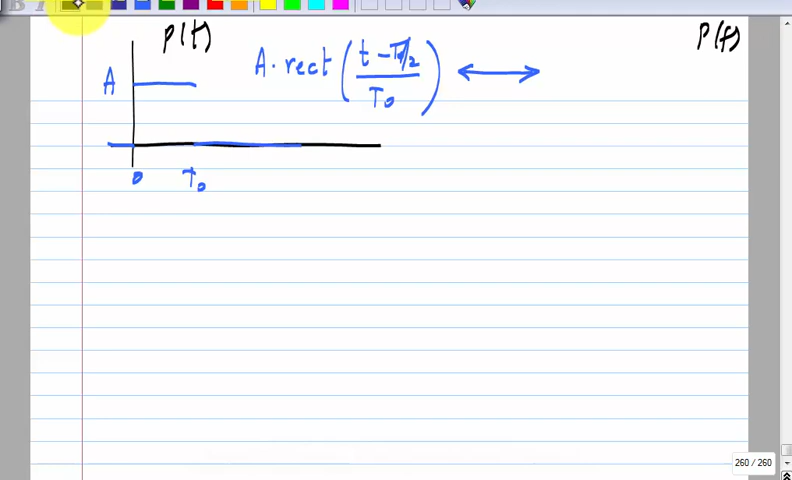 p(t) P(f)
A A · rect ( (t - T₀/2) / T₀ ) ⟷
0 T₀
260 / 260